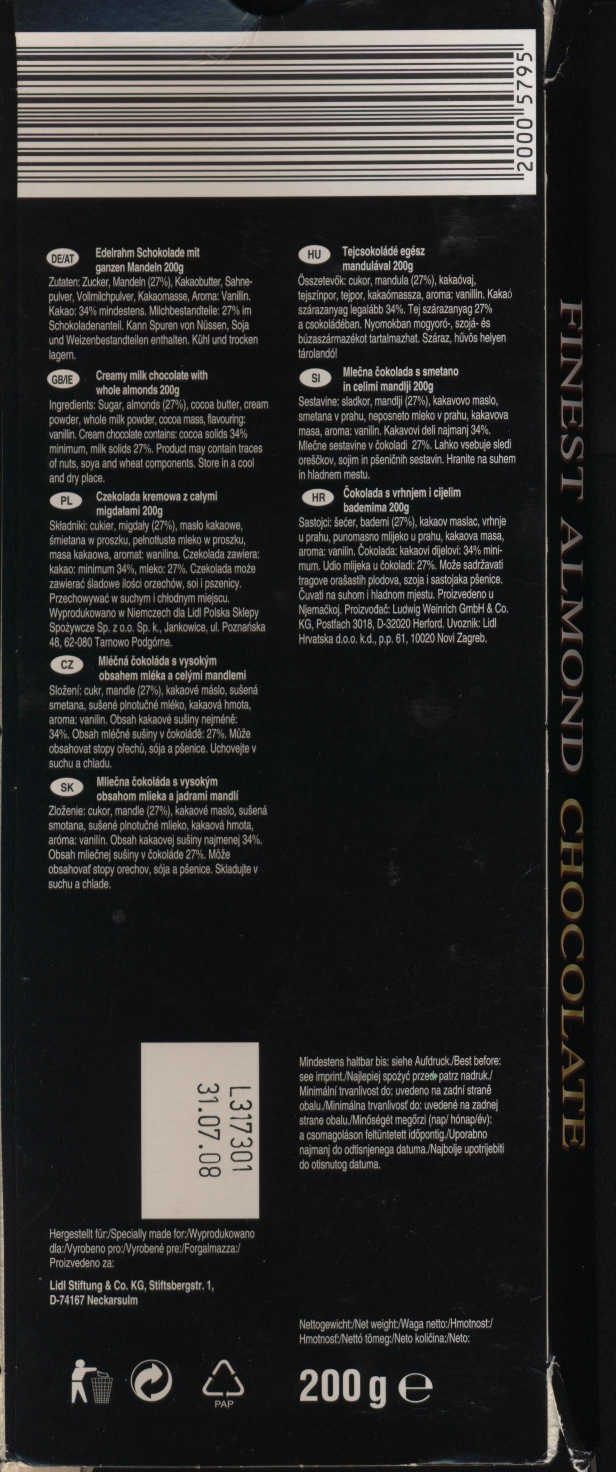 2000 5795
DE/AT
Edelrahm Schokolade mit
ganzen Mandeln 200g
Zutaten: Zucker, Mandeln (27%), Kakaobutter, Sahne-
pulver, Vollmilchpulver, Kakaomasse, Aroma: Vanillin.
Kakao: 34% mindestens. Milchbestandteile: 27% im
Schokoladenanteil. Kann Spuren von Nüssen, Soja
und Weizenbestandteilen enthalten. Kühl und trocken
lagern.
GB/IE
Creamy milk chocolate with
whole almonds 200g
Ingredients: Sugar, almonds (27%), cocoa butter, cream
powder, whole milk powder, cocoa mass, flavouring:
vanillin. Cream chocolate contains: cocoa solids 34%
minimum, milk solids 27%. Product may contain traces
of nuts, soya and wheat components. Store in a cool
and dry place.
PL
Czekolada kremowa z całymi
migdałami 200g
Składniki: cukier, migdały (27%), masło kakaowe,
śmietana w proszku, pełnotłuste mleko w proszku,
masa kakaowa, aromat: wanilina. Czekolada zawiera:
kakao: minimum 34%, mleko: 27%. Czekolada może
zawierać śladowe ilości orzechów, soi i pszenicy.
Przechowywać w suchym i chłodnym miejscu.
Wyprodukowano w Niemczech dla Lidl Polska Sklepy
Spożywcze Sp. z o.o. Sp. k., Jankowice, ul. Poznańska
48, 62-080 Tarnowo Podgórne.
CZ
Mléčná čokoláda s vysokým
obsahem mléka a celými mandlemi
Složení: cukr, mandle (27%), kakaové máslo, sušená
smetana, sušené plnotučné mléko, kakaová hmota,
aroma: vanilin. Obsah kakaové sušiny nejméně:
34%. Obsah mléčné sušiny v čokoládě: 27%. Může
obsahovat stopy ořechů, sója a pšenice. Uchovejte v
suchu a chladu.
SK
Mliečna čokoláda s vysokým
obsahom mlieka a jadrami mandlí
Zloženie: cukor, mandle (27%), kakaové maslo, sušená
smotana, sušené plnotučné mlieko, kakaová hmota,
aróma: vanilín. Obsah kakaovej sušiny najmenej 34%.
Obsah mliečnej sušiny v čokoláde 27%. Môže
obsahovať stopy orechov, sója a pšenice. Skladujte v
suchu a chlade.
HU
Tejcsokoládé egész
mandulával 200g
Összetevők: cukor, mandula (27%), kakaóvaj,
tejszínpor, tejpor, kakaómassza, aroma: vanillin. Kakaó
szárazanyag legalább 34%. Tej szárazanyag 27%
a csokoládéban. Nyomokban mogyoró-, szojá- és
búzaszármazékot tartalmazhat. Száraz, hűvös helyen
tárolandó!
SI
Mlečna čokolada s smetano
in celimi mandlji 200g
Sestavine: sladkor, mandlji (27%), kakavovo maslo,
smetana v prahu, neposneto mleko v prahu, kakavova
masa, aroma: vanilin. Kakavovi deli najmanj 34%.
Mlečne sestavine v čokoladi 27%. Lahko vsebuje sledi
oreščkov, sojim in pšeničnih sestavin. Hranite na suhem
in hladnem mestu.
HR
Čokolada s vrhnjem i cijelim
bademima 200g
Sastojci: šećer, bademi (27%), kakaov maslac, vrhnje
u prahu, punomasno mlijeko u prahu, kakaova masa,
aroma: vanilin. Čokolada: kakaovi dijelovi: 34% mini-
mum. Udio mlijeka u čokoladi: 27%. Može sadržavati
tragove orašastih plodova, szoja i sastojaka pšenice.
Čuvati na suhom i hladnom mjestu. Proizvedeno u
Njemačkoj. Proizvođač: Ludwig Weinrich GmbH & Co.
KG, Postfach 3018, D-32020 Herford. Uvoznik: Lidl
Hrvatska d.o.o. k.d., p.p. 61, 10020 Novi Zagreb.
FINEST ALMOND CHOCOLATE
L317301
31.07.08
Mindestens haltbar bis: siehe Aufdruck./Best before:
see imprint./Najlepiej spożyć przed: patrz nadruk./
Minimální trvanlivost do: uvedeno na zadní straně
obalu./Minimálna trvanlivosť do: uvedené na zadnej
strane obalu./Minőségét megőrzi (nap/ hónap/év):
a csomagoláson feltüntetett időpontig./Uporabno
najmanj do odtisnjenega datuma./Najbolje upotrijebiti
do otisnutog datuma.
Hergestellt für:/Specially made for:/Wyprodukowano
dla:/Vyrobeno pro:/Vyrobené pre:/Forgalmazza:/
Proizvedeno za:
Lidl Stiftung & Co. KG, Stiftsbergstr. 1,
D-74167 Neckarsulm
Nettogewicht:/Net weight:/Waga netto:/Hmotnost:/
Hmotnosť:/Nettó tömeg:/Neto količina:/Neto:
PAP
200 g e